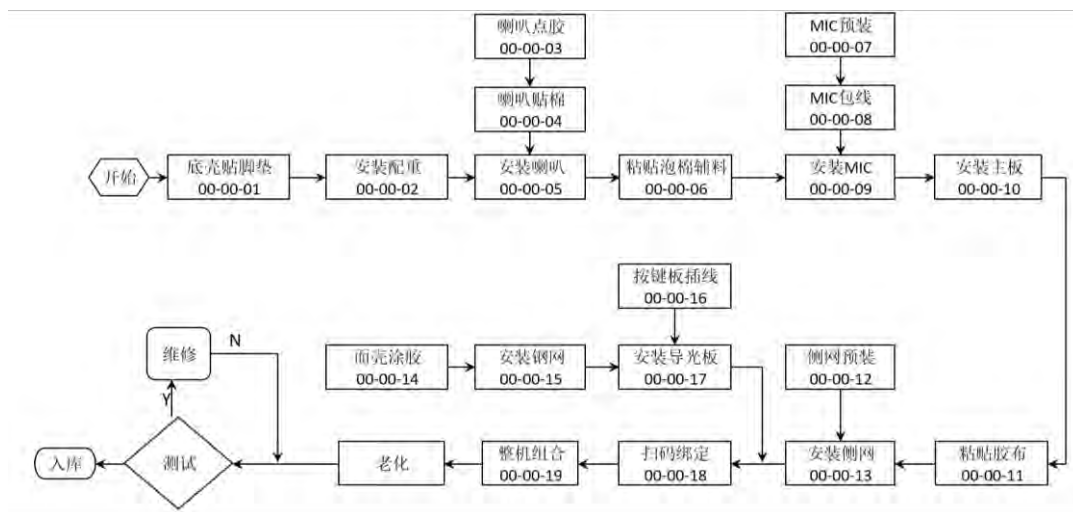 喇叭点胶
00-00-03
MIC预装
00-00-07
喇叭贴棉
00-00-04
MIC包线
00-00-08
开始
底壳贴脚垫
00-00-01
安装配重
00-00-02
安装喇叭
00-00-05
粘贴泡棉辅料
00-00-06
安装MIC
00-00-09
安装主板
00-00-10
按键板插线
00-00-16
维修
N
面壳涂胶
00-00-14
安装钢网
00-00-15
安装导光板
00-00-17
侧网预装
00-00-12
Y
入库
测试
老化
整机组合
00-00-19
扫码绑定
00-00-18
安装侧网
00-00-13
粘贴胶布
00-00-11